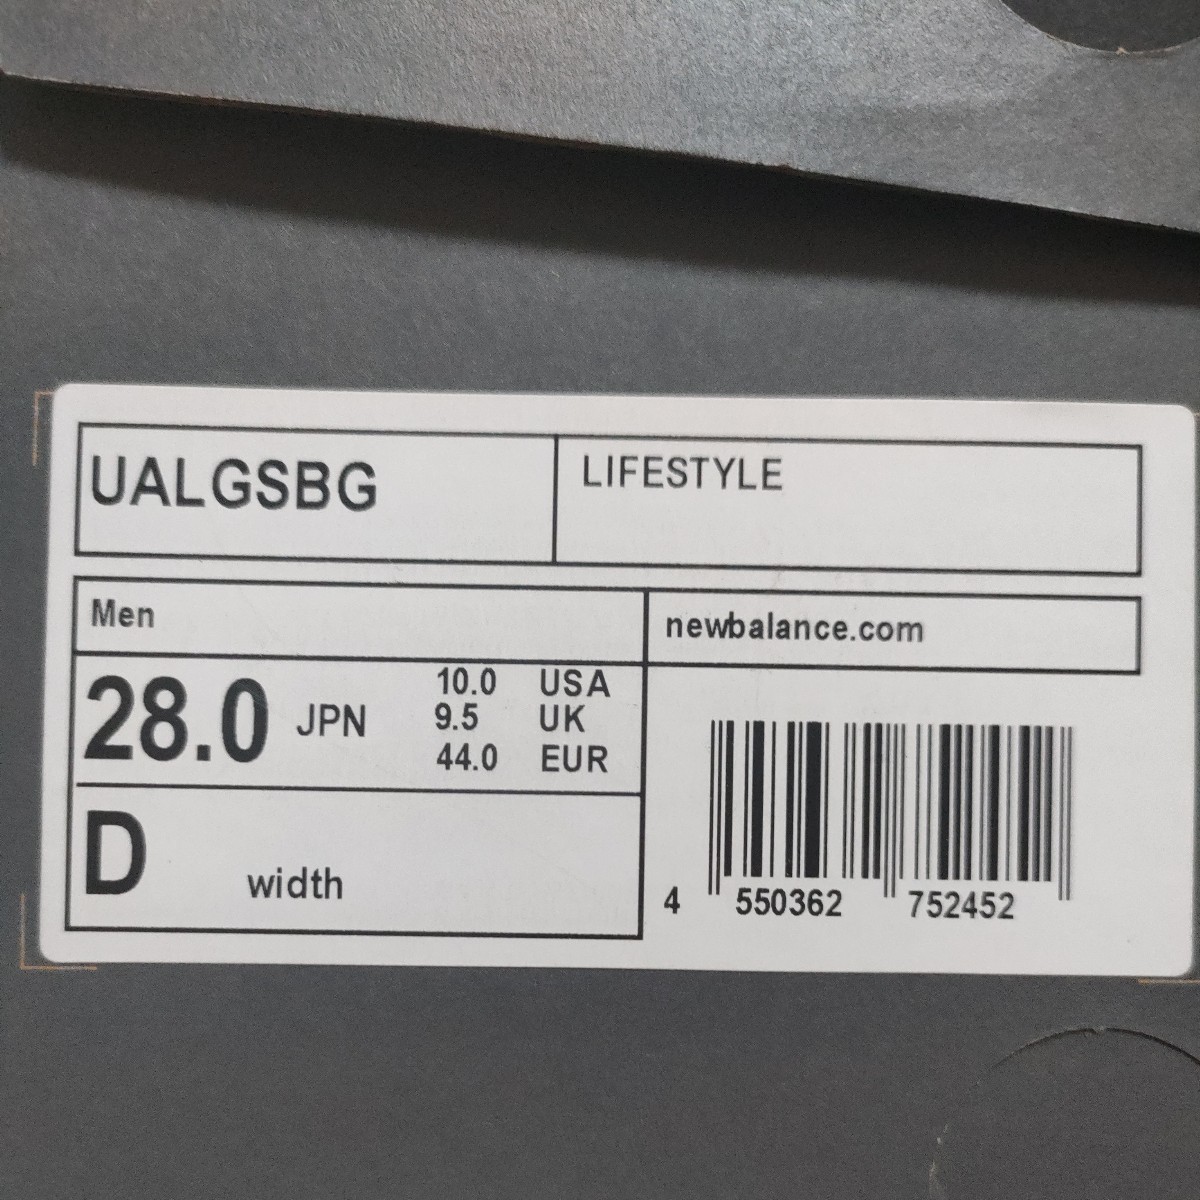 UALGSBG
LIFESTYLE
Men
newbalance.com
28.0 JPN
10.0 USA
9.5 UK
44.0 EUR
D width
4 550362 752452